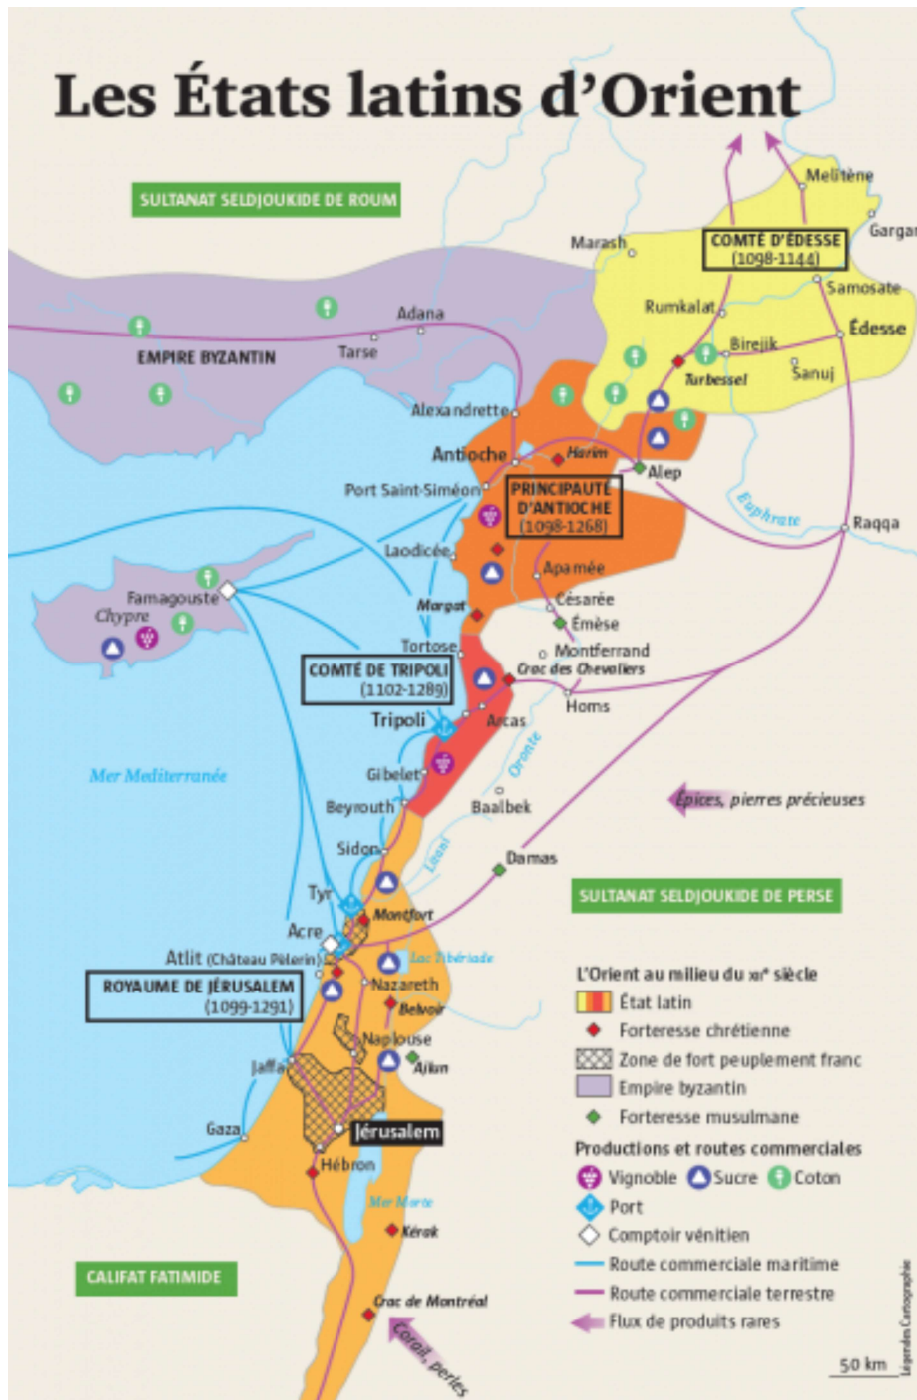 Les États latins d'Orient
SULTANAT SELDJOUKIDE DE ROUM
Melitène
Gargar
Marash
COMTÉ D'ÉDESSE
(1098-1144)
Samosate
Rumkalat
Édesse
Adana
Birejik
Tarse
EMPIRE BYZANTIN
Sanuj
Turbessel
Alexandrette
Antioche
Harim
Alep
Port Saint-Siméon
PRINCIPAUTÉ
D'ANTIOCHE
(1098-1268)
Euphrate
Raqqa
Laodicée
Apamée
Famagouste
Césarée
Chypre
Margat
Émèse
Tortose
Montferrand
COMTÉ DE TRIPOLI
(1102-1289)
Crac des Chevaliers
Homs
Tripoli
Arcas
Oronte
Mer Mediterranée
Gibelet
Beyrouth
Baalbek
Épices, pierres précieuses
Sidon
Litani
Damas
Tyr
Montfort
SULTANAT SELDJOUKIDE DE PERSE
Acre
Atlit (Château Pèlerin)
Lac Tibériade
ROYAUME DE JÉRUSALEM
(1099-1291)
Nazareth
Belvoir
Naplouse
Jaffa
Ajlun
Gaza
Jérusalem
Hébron
Mer Morte
Kérak
CALIFAT FATIMIDE
Crac de Montréal
Corail, perles
L'Orient au milieu du XIIe siècle
État latin
Forteresse chrétienne
Zone de fort peuplement franc
Empire byzantin
Forteresse musulmane
Productions et routes commerciales
Vignoble Sucre Coton
Port
Comptoir vénitien
Route commerciale maritime
Route commerciale terrestre
Flux de produits rares
50 km
Légendes Cartographie